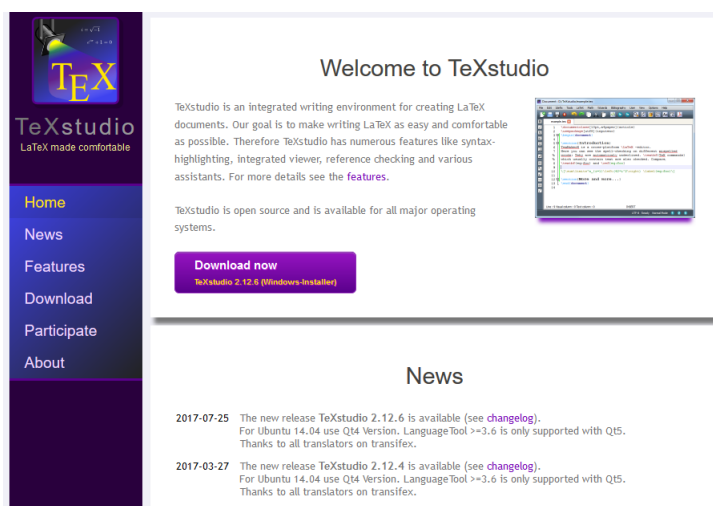 TEX
TeXstudio
LaTeX made comfortable
Home
News
Features
Download
Participate
About
Welcome to TeXstudio
TeXstudio is an integrated writing environment for creating LaTeX
documents. Our goal is to make writing LaTeX as easy and comfortable
as possible. Therefore TeXstudio has numerous features like syntax-
highlighting, integrated viewer, reference checking and various
assistants. For more details see the features.
TeXstudio is open source and is available for all major operating
systems.
Download now
TeXstudio 2.12.6 (Windows-Installer)
News
2017-07-25 The new release TeXstudio 2.12.6 is available (see changelog).
For Ubuntu 14.04 use Qt4 Version. LanguageTool >=3.6 is only supported with Qt5.
Thanks to all translators on transifex.
2017-03-27 The new release TeXstudio 2.12.4 is available (see changelog).
For Ubuntu 14.04 use Qt4 Version. LanguageTool >=3.6 is only supported with Qt5.
Thanks to all translators on transifex.